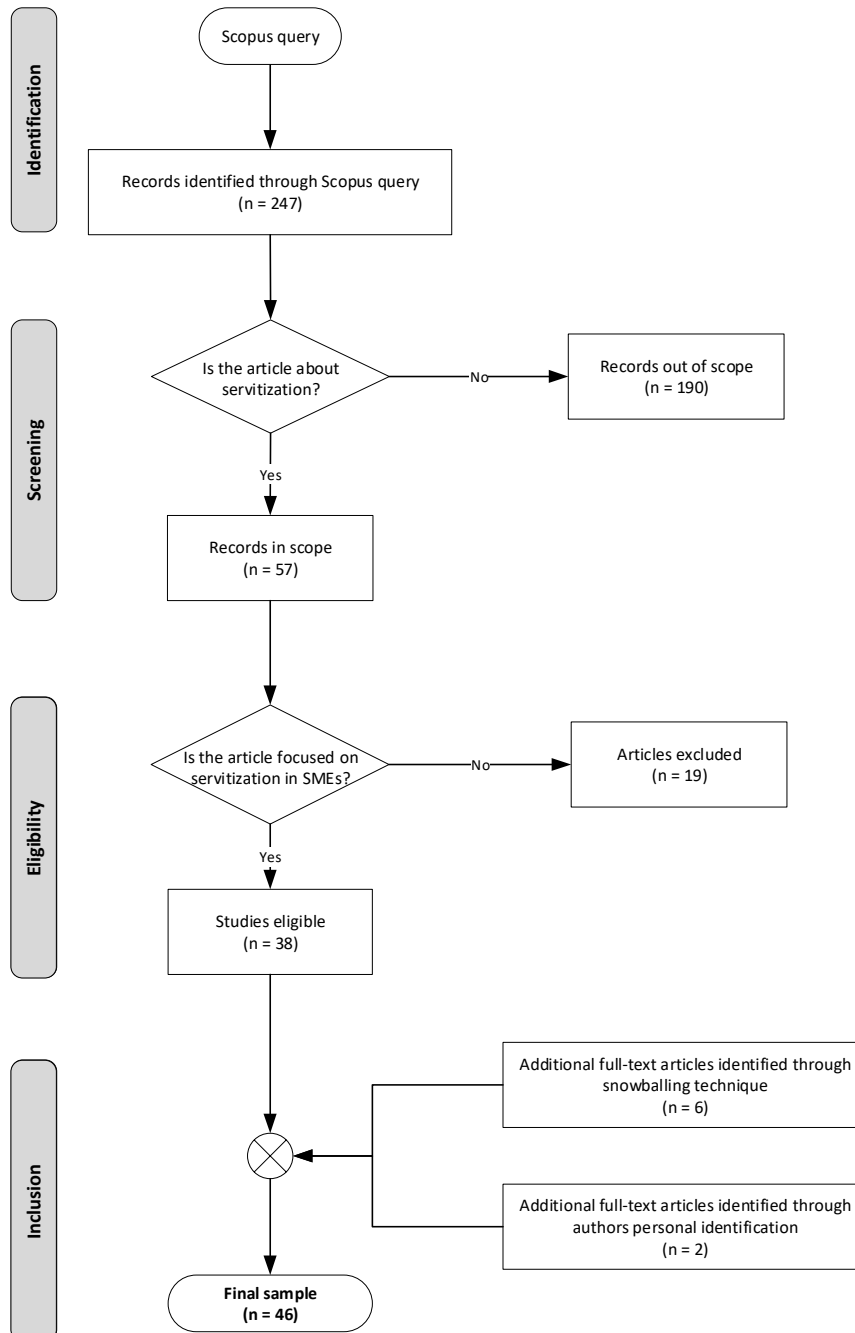 Scopus query
Identification
Records identified through Scopus query
(n = 247)
Screening
Is the article about
servitization?
No
Records out of scope
(n = 190)
Yes
Records in scope
(n = 57)
Eligibility
Is the article focused on
servitization in SMEs?
No
Articles excluded
(n = 19)
Yes
Studies eligible
(n = 38)
Inclusion
Additional full-text articles identified through
snowballing technique
(n = 6)
Additional full-text articles identified through
authors personal identification
(n = 2)
Final sample
(n = 46)